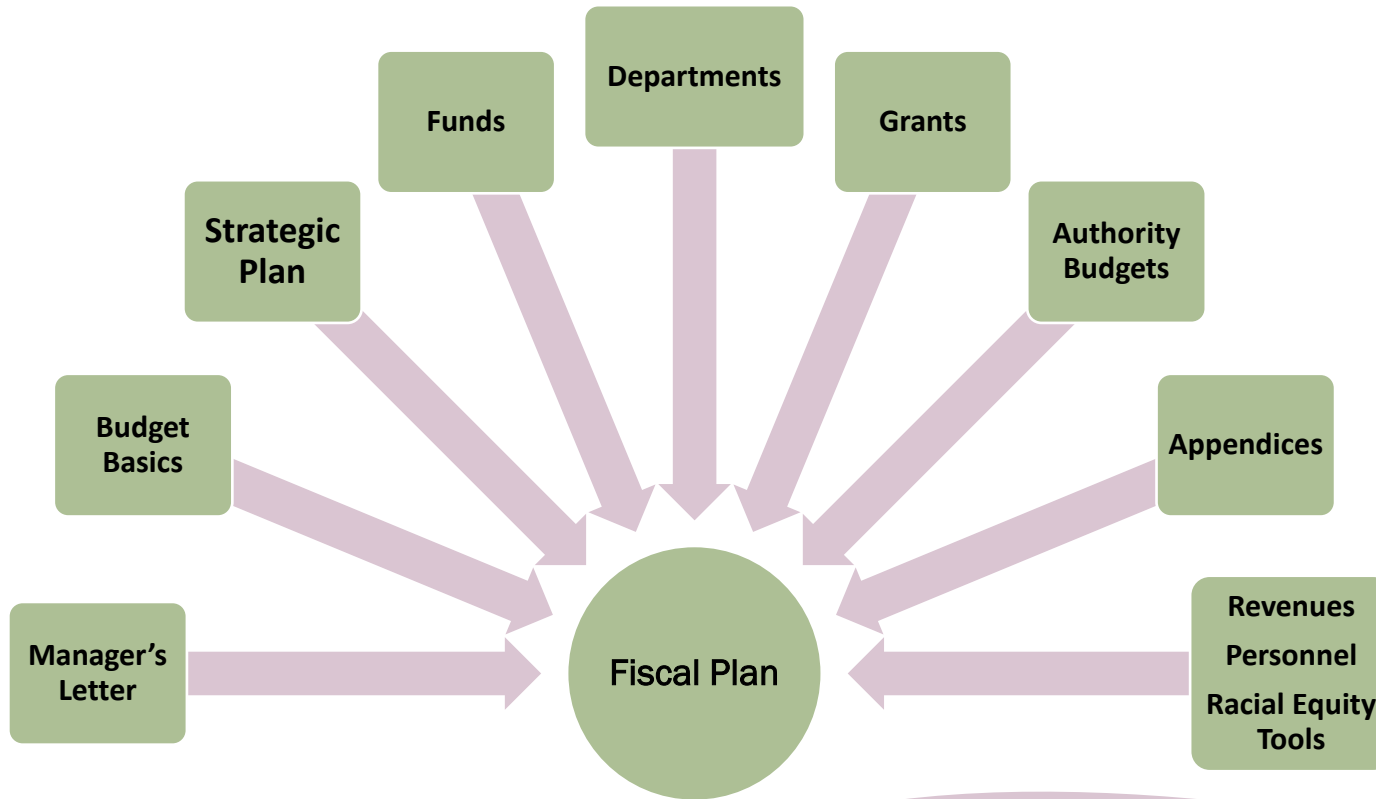 Departments
Funds
Grants
Strategic
Plan
Authority
Budgets
Budget
Basics
Appendices
Manager’s
Letter
Fiscal Plan
Revenues
Personnel
Racial Equity
Tools